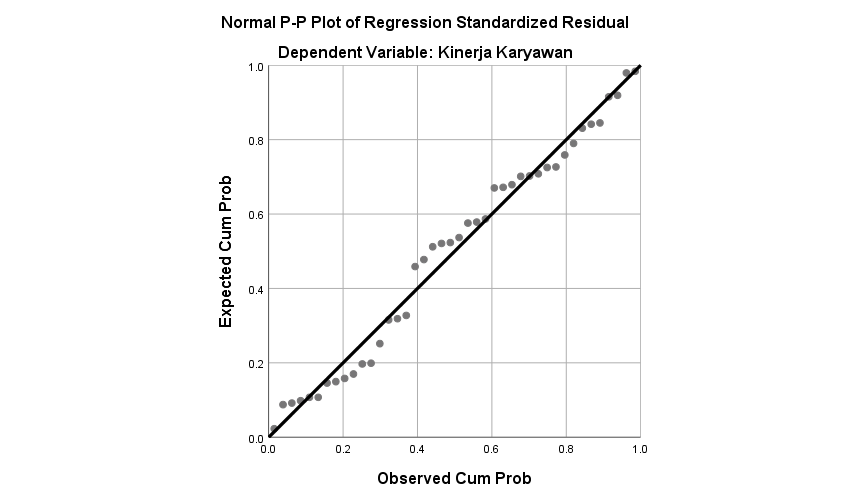 Normal P-P Plot of Regression Standardized Residual
Dependent Variable: Kinerja Karyawan
1.0
0.8
0.6
0.4
0.2
0.0
Expected Cum Prob
0.0 0.2 0.4 0.6 0.8 1.0
Observed Cum Prob